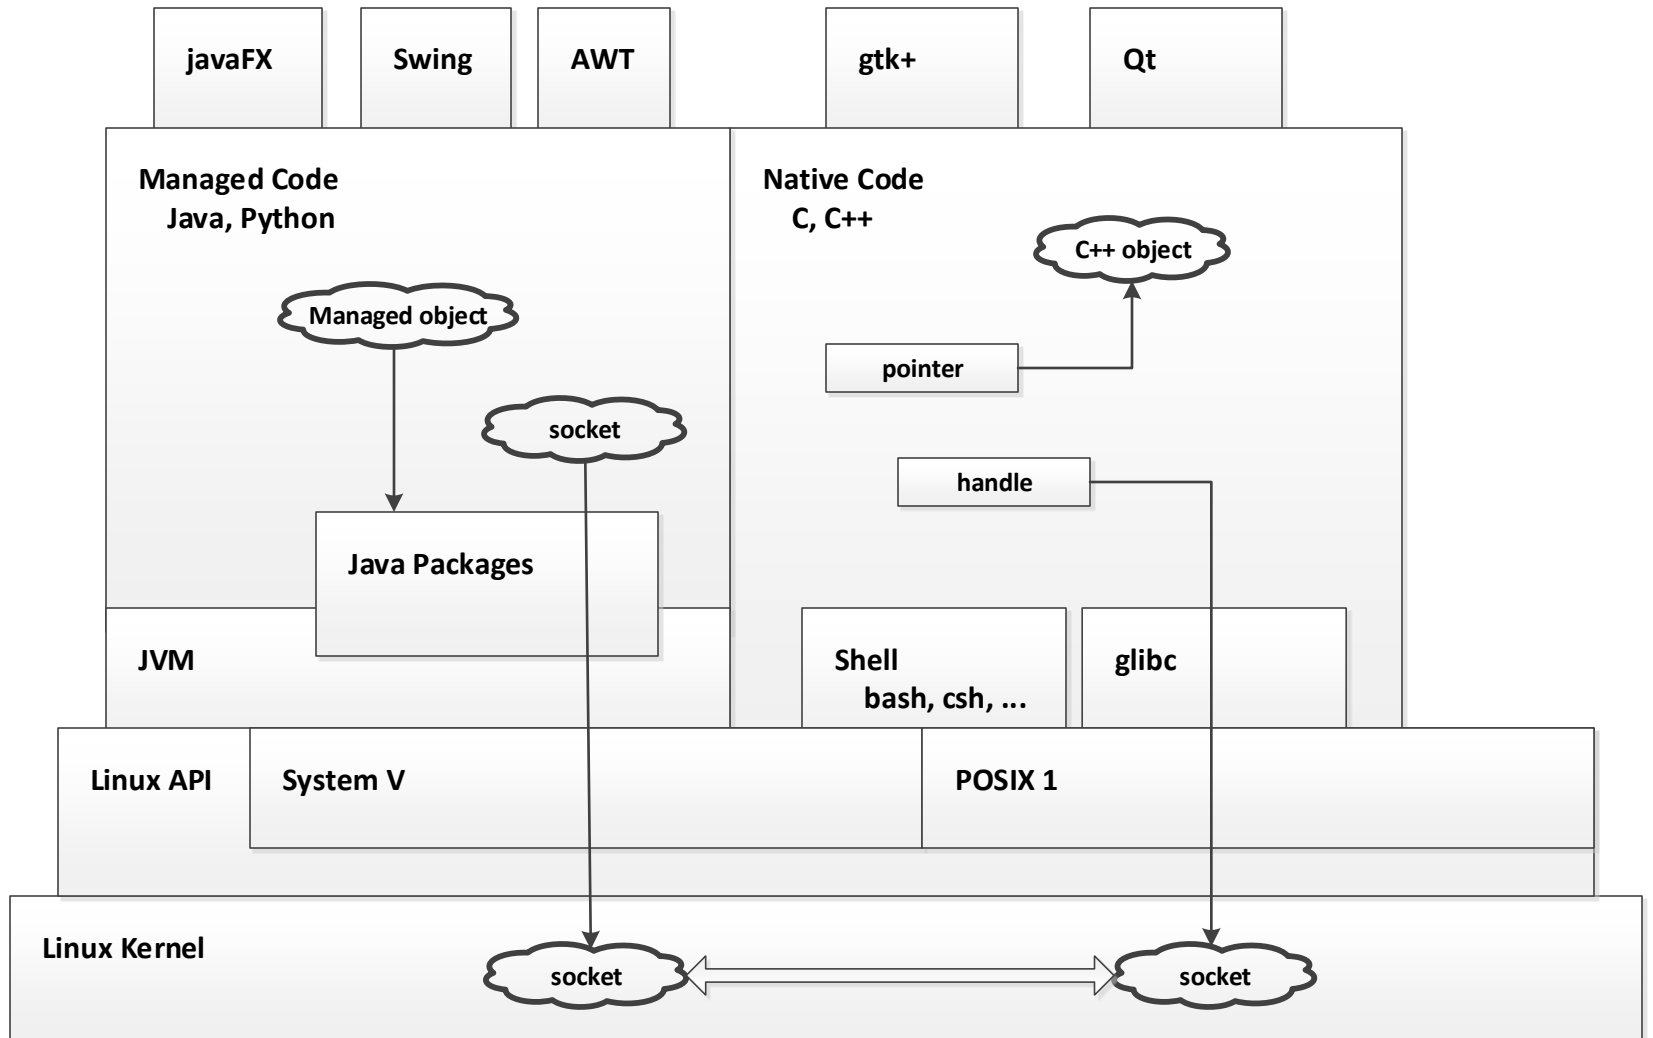 javaFX
Swing
AWT
gtk+
Qt
Managed Code
Java, Python
Native Code
C, C++
C++ object
Managed object
pointer
socket
handle
Java Packages
JVM
Shell
bash, csh, ...
glibc
Linux API
System V
POSIX 1
Linux Kernel
socket
socket